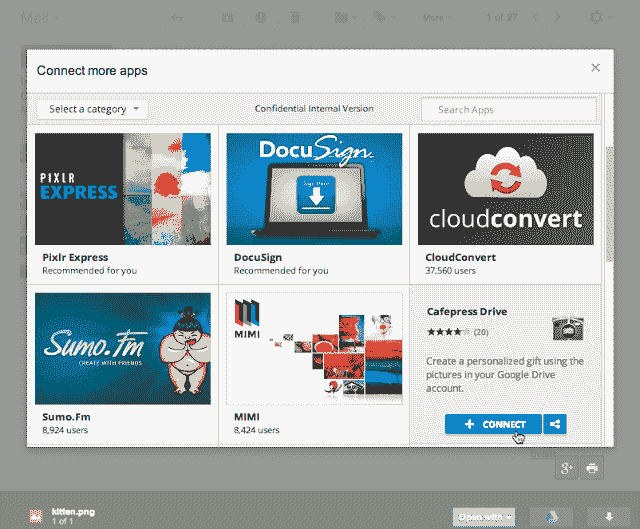 Mail
More
1 of 27
Connect more apps
Select a category
Confidential Internal Version
Search Apps
PIXLR
EXPRESS
DocuSign
cloudconvert
Pixlr Express
Recommended for you
DocuSign
Recommended for you
CloudConvert
37,560 users
Sumo.Fm
CREATE WITH FRIENDS
MIMI
Cafepress Drive
(20)
Create a personalized gift using the
pictures in your Google Drive
account.
Sumo.Fm
8,924 users
MIMI
8,424 users
CONNECT
kitten.png
1 of 1
Open with